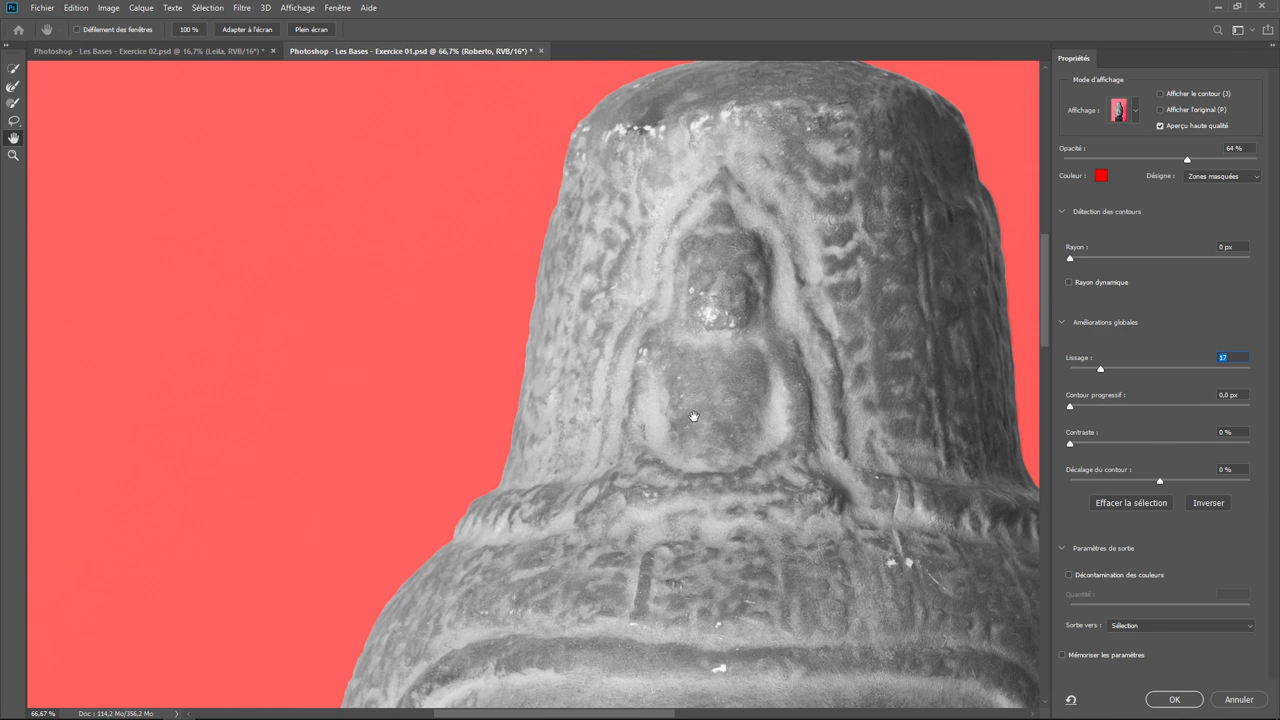 Ps Fichier Edition Image Calque Texte Sélection Filtre 3D Affichage Fenêtre Aide
Défilement des fenêtres 100 % Adapter à l'écran Plein écran
Photoshop - Les Bases - Exercice 02.psd @ 16,7% (Leila, RVB/16*) * × Photoshop - Les Bases - Exercice 01.psd @ 66,7% (Roberto, RVB/16*) * ×
Propriétés
Mode d'affichage
Affichage :
Afficher le contour (J)
Afficher l'original (P)
Aperçu haute qualité
Opacité : 64 %
Couleur : Désigne : Zones masquées
Détection des contours
Rayon : 0 px
Rayon dynamique
Améliorations globales
Lissage : 17
Contour progressif : 0,0 px
Contraste : 0 %
Décalage du contour : 0 %
Effacer la sélection Inverser
Paramètres de sortie
Décontamination des couleurs
Quantité :
Sortie vers : Sélection
Mémoriser les paramètres
OK Annuler
66,67 % Doc : 114,2 Mo/356,2 Mo